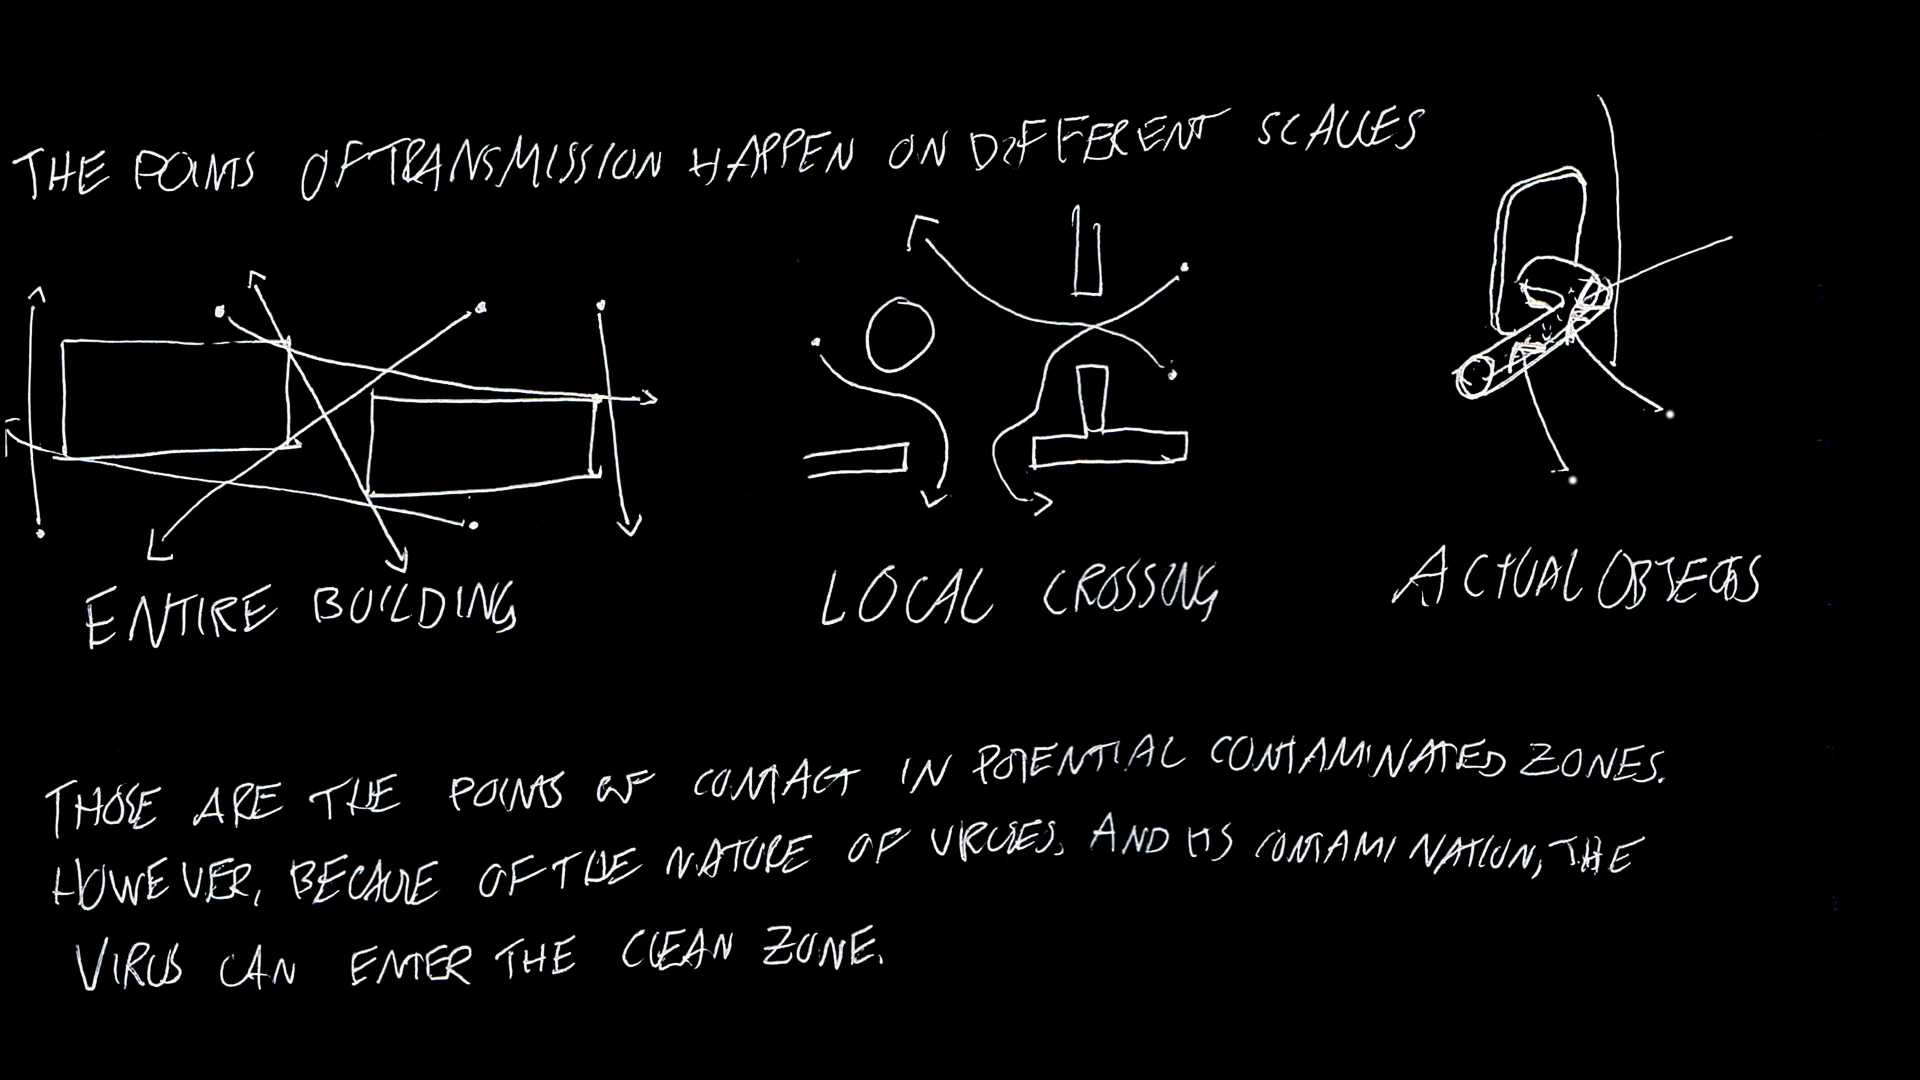 THE POINTS OF TRANSMISSION HAPPEN ON DIFFERENT SCALES
ENTIRE BUILDING
LOCAL CROSSING
ACTUAL OBJECTS
THOSE ARE THE POINTS OF CONTACT IN POTENTIAL CONTAMINATED ZONES.
HOWEVER, BECAUSE OF THE NATURE OF VIRUSES, AND ITS CONTAMINATION, THE
VIRUS CAN ENTER THE CLEAN ZONE.